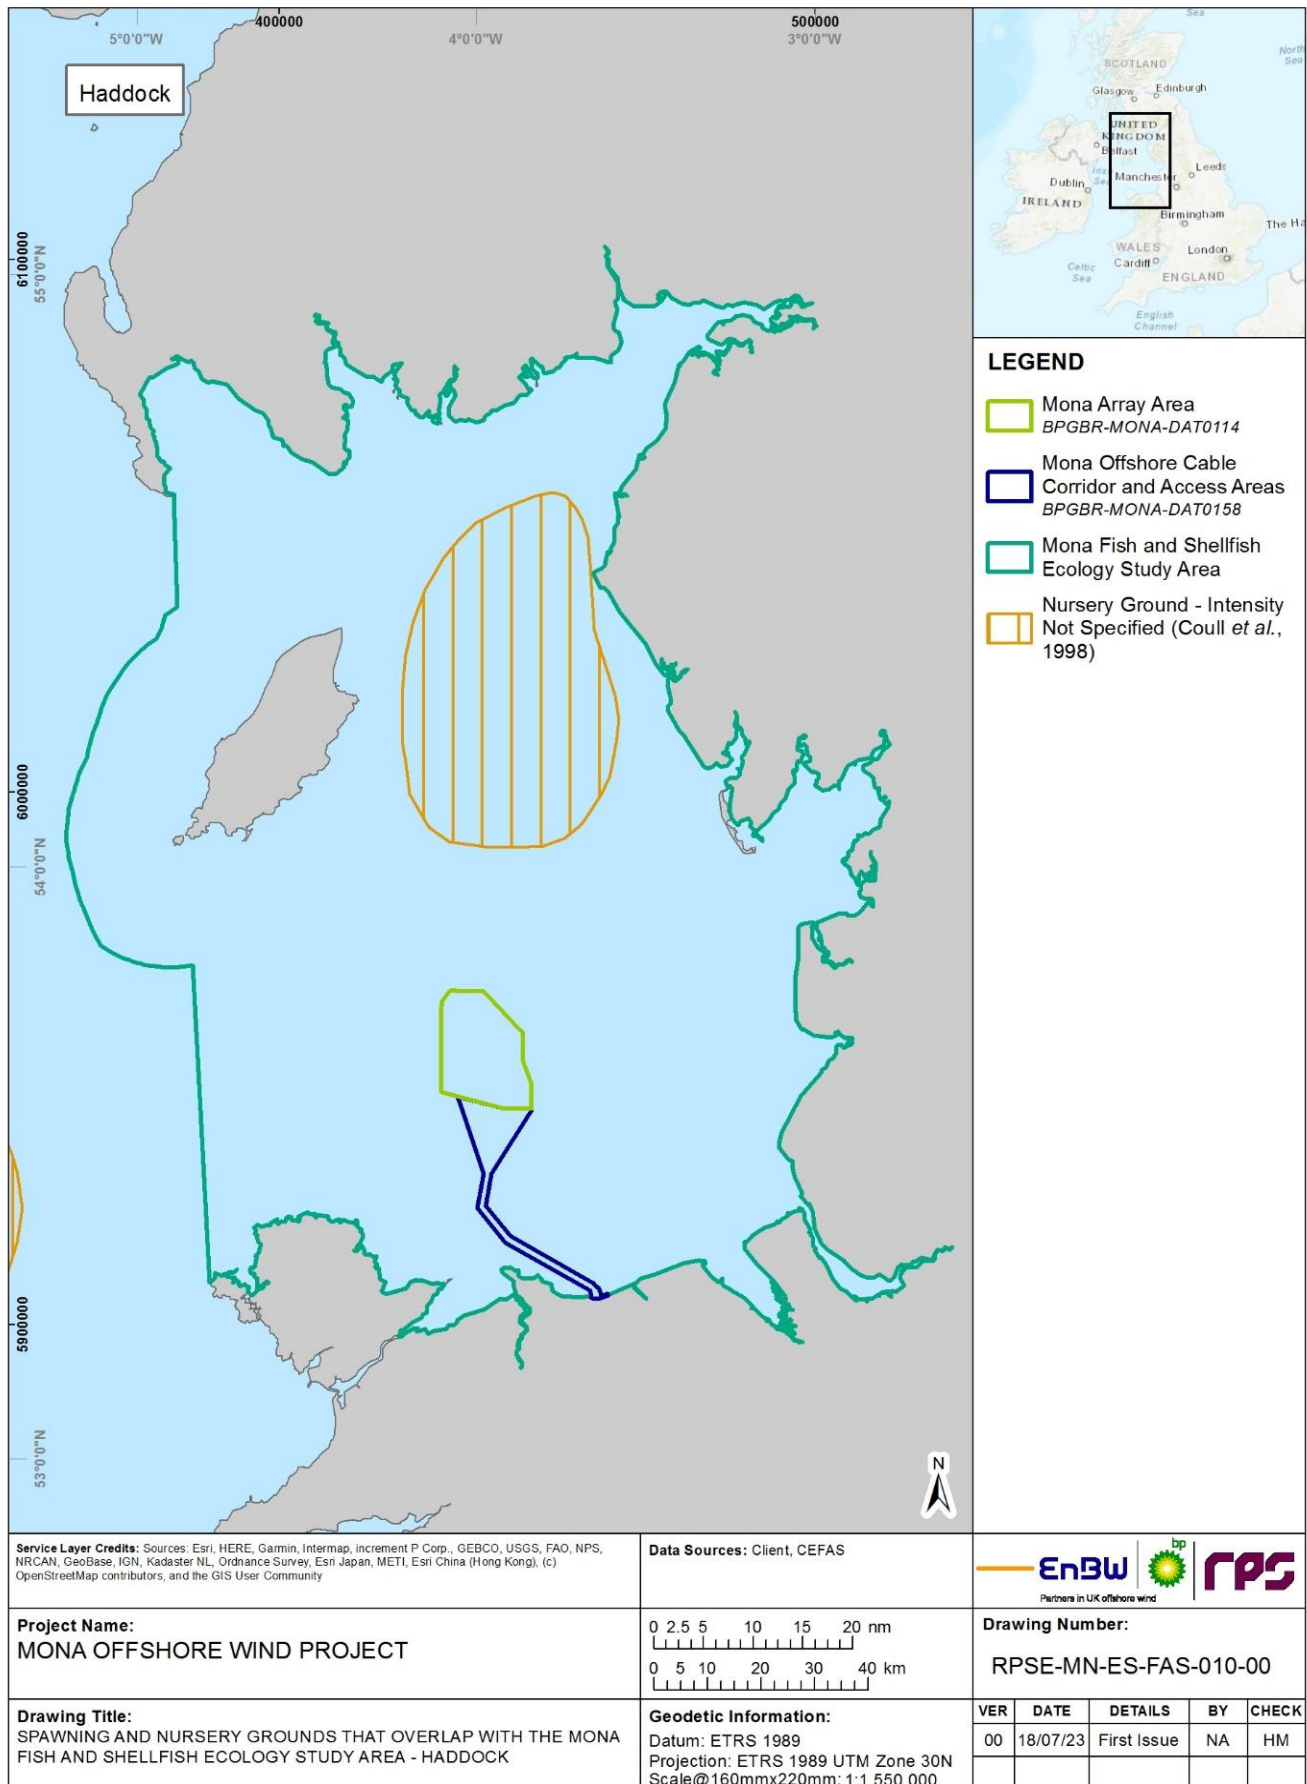 400000
500000
5°0'0"W
4°0'0"W
3°0'0"W
Haddock
6100000
55°0'0"N
6000000
54°0'0"N
5900000
53°0'0"N
N
Sea
North
Sea
SCOTLAND
Glasgow
Edinburgh
UNITED
KINGDOM
Belfast
Leeds
Manchester
Dublin
IRELAND
Birmingham
The Ha
WALES
London
Cardiff
ENGLAND
Celtic
Sea
English
Channel
LEGEND
Mona Array Area
BPGBR-MONA-DAT0114
Mona Offshore Cable
Corridor and Access Areas
BPGBR-MONA-DAT0158
Mona Fish and Shellfish
Ecology Study Area
Nursery Ground - Intensity
Not Specified (Coull et al.,
1998)
Service Layer Credits: Sources: Esri, HERE, Garmin, Intermap, increment P Corp., GEBCO, USGS, FAO, NPS,
NRCAN, GeoBase, IGN, Kadaster NL, Ordnance Survey, Esri Japan, METI, Esri China (Hong Kong), (c)
OpenStreetMap contributors, and the GIS User Community
Data Sources: Client, CEFAS
EnBW bp rps
Partners in UK offshore wind
Project Name:
MONA OFFSHORE WIND PROJECT
0 2.5 5 10 15 20 nm
0 5 10 20 30 40 km
Drawing Number:
RPSE-MN-ES-FAS-010-00
Drawing Title:
SPAWNING AND NURSERY GROUNDS THAT OVERLAP WITH THE MONA
FISH AND SHELLFISH ECOLOGY STUDY AREA - HADDOCK
Geodetic Information:
Datum: ETRS 1989
Projection: ETRS 1989 UTM Zone 30N
Scale@160mmx220mm: 1:1,550,000
VER DATE DETAILS BY CHECK
00 18/07/23 First Issue NA HM